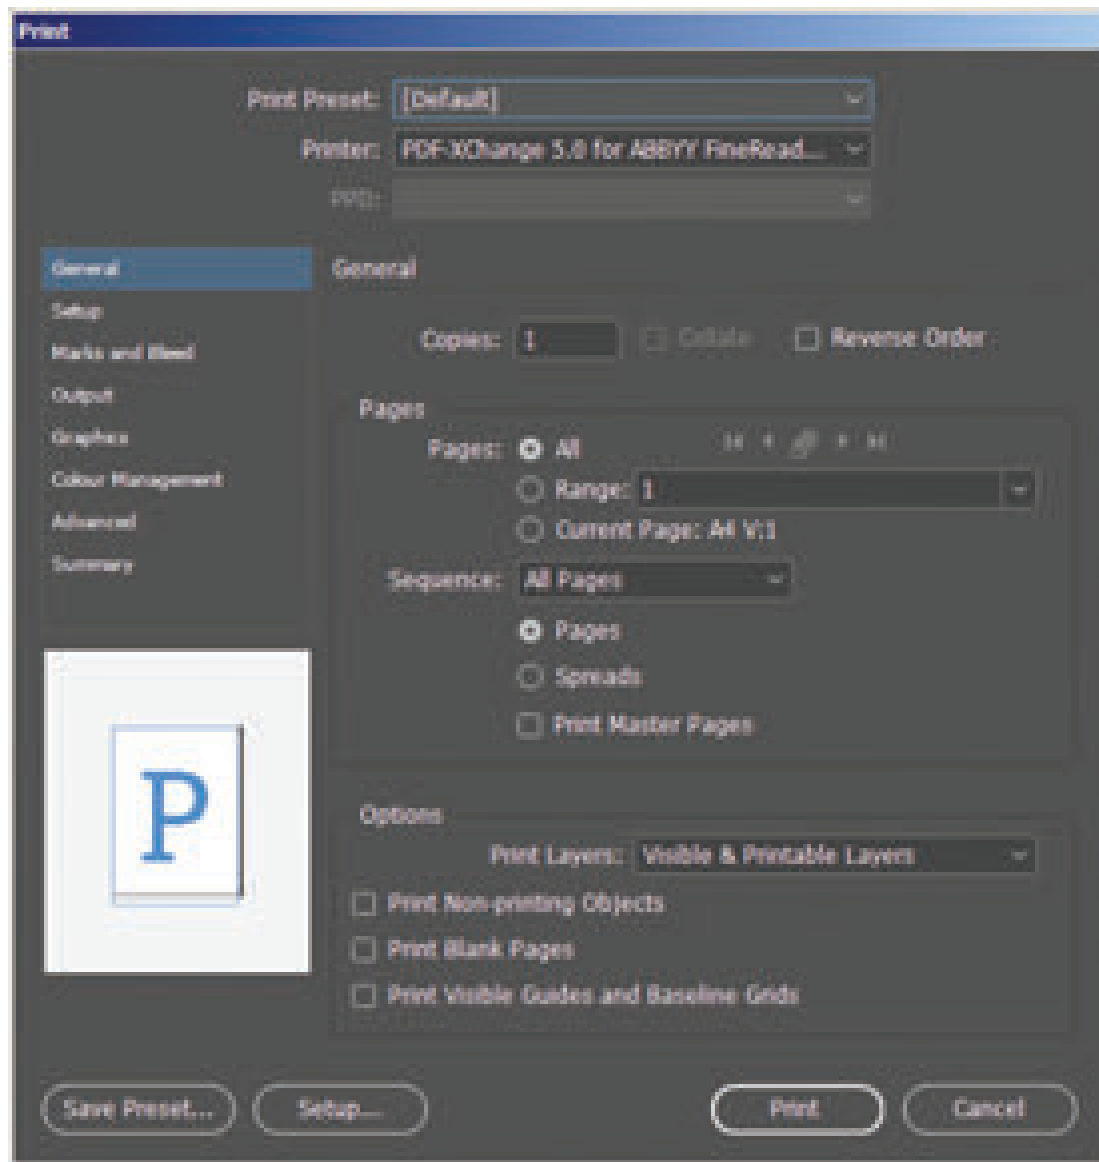 Print
Print Preset: [Default]
Printer: PDF-XChange 5.0 for ABBYY FineRead...
PPD:
General
Setup
Marks and Bleed
Output
Graphics
Colour Management
Advanced
Summary
P
General
Copies: 1 Collate Reverse Order
Pages
Pages: All
Range: 1
Current Page: A4 V:1
Sequence: All Pages
Pages
Spreads
Print Master Pages
Options
Print Layers: Visible & Printable Layers
Print Non-printing Objects
Print Blank Pages
Print Visible Guides and Baseline Grids
Save Preset... Setup... Print Cancel